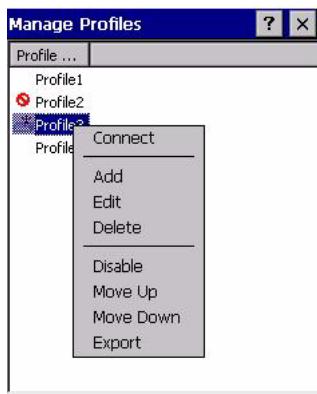 Manage Profiles ? ×
Profile ...
Profile1
Profile2
Profile3
Profile
Connect
Add
Edit
Delete
Disable
Move Up
Move Down
Export